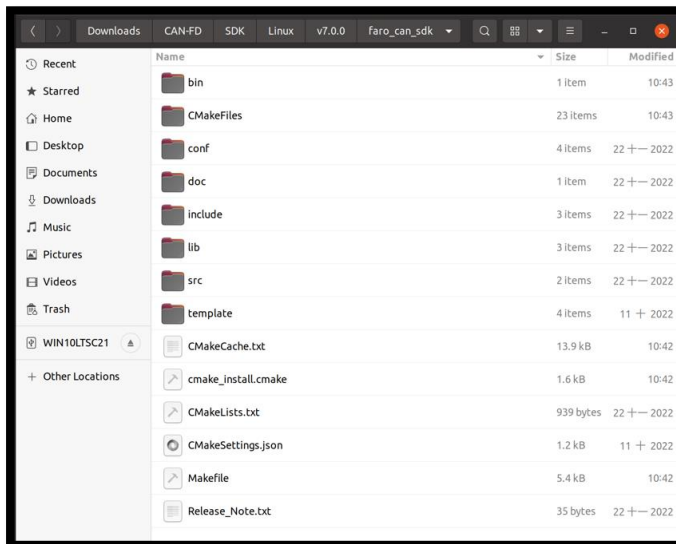 Downloads CAN-FD SDK Linux v7.0.0 faro_can_sdk
Name Size Modified
Recent
Starred
Home
Desktop
Documents
Downloads
Music
Pictures
Videos
Trash
WIN10LTSC21
+ Other Locations
bin 1 item 10:43
CMakeFiles 23 items 10:43
conf 4 items 22 十一 2022
doc 1 item 22 十一 2022
include 3 items 22 十一 2022
lib 3 items 22 十一 2022
src 2 items 22 十一 2022
template 4 items 11 十 2022
CMakeCache.txt 13.9 kB 10:42
cmake_install.cmake 1.6 kB 10:42
CMakeLists.txt 939 bytes 22 十一 2022
CMakeSettings.json 1.2 kB 11 十 2022
Makefile 5.4 kB 10:42
Release_Note.txt 35 bytes 22 十一 2022